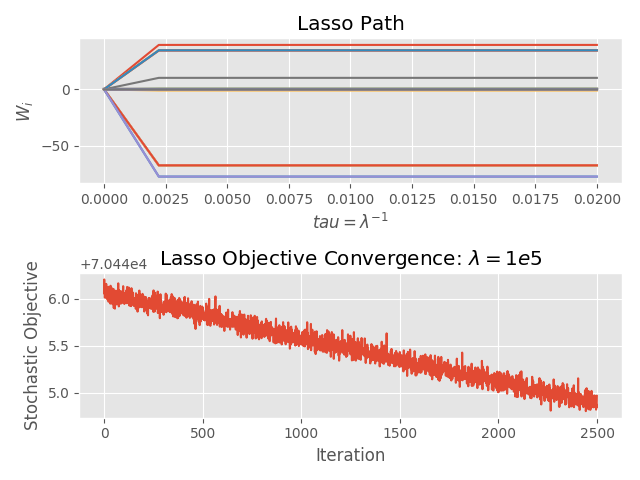 Lasso Path
0
−50
W_i
0.0000 0.0025 0.0050 0.0075 0.0100 0.0125 0.0150 0.0175 0.0200
tau = λ⁻¹
+7.044e4
Lasso Objective Convergence: λ = 1e5
6.0
5.5
5.0
Stochastic Objective
0 500 1000 1500 2000 2500
Iteration